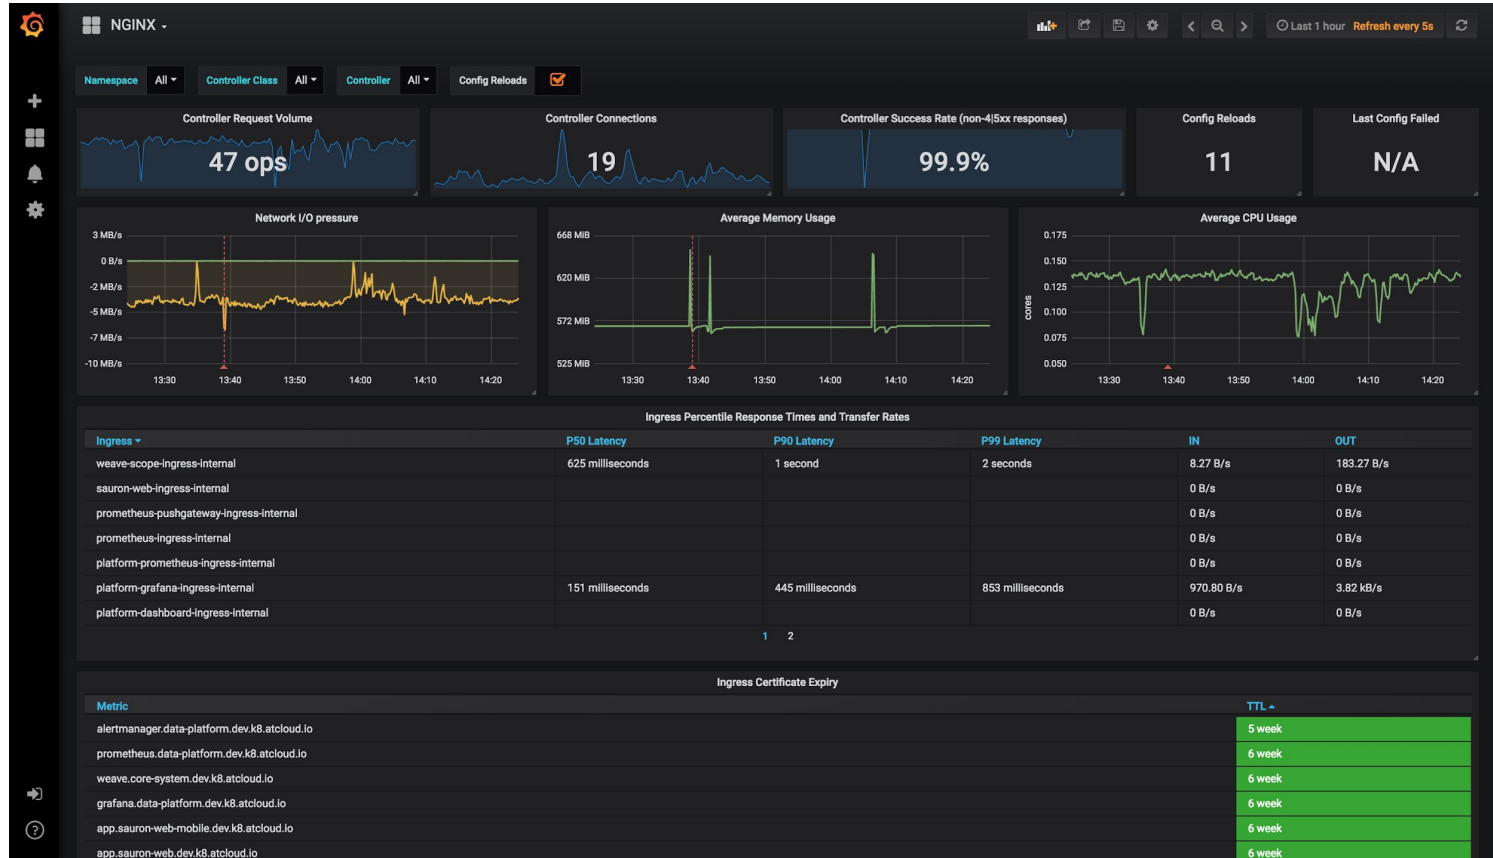 NGINX
Last 1 hour Refresh every 5s
Namespace All Controller Class All Controller All Config Reloads
Controller Request Volume
47 ops
Controller Connections
19
Controller Success Rate (non-4|5xx responses)
99.9%
Config Reloads
11
Last Config Failed
N/A
Network I/O pressure
3 MB/s
0 B/s
-2 MB/s
-5 MB/s
-7 MB/s
-10 MB/s
13:30 13:40 13:50 14:00 14:10 14:20
Average Memory Usage
668 MiB
620 MiB
572 MiB
525 MiB
13:30 13:40 13:50 14:00 14:10 14:20
Average CPU Usage
cores
0.175
0.150
0.125
0.100
0.075
0.050
13:30 13:40 13:50 14:00 14:10 14:20
Ingress Percentile Response Times and Transfer Rates
Ingress P50 Latency P90 Latency P99 Latency IN OUT
weave-scope-ingress-internal 625 milliseconds 1 second 2 seconds 8.27 B/s 183.27 B/s
sauron-web-ingress-internal 0 B/s 0 B/s
prometheus-pushgateway-ingress-internal 0 B/s 0 B/s
prometheus-ingress-internal 0 B/s 0 B/s
platform-prometheus-ingress-internal 0 B/s 0 B/s
platform-grafana-ingress-internal 151 milliseconds 445 milliseconds 853 milliseconds 970.80 B/s 3.82 kB/s
platform-dashboard-ingress-internal 0 B/s 0 B/s
1 2
Ingress Certificate Expiry
Metric TTL
alertmanager.data-platform.dev.k8.atcloud.io 5 week
prometheus.data-platform.dev.k8.atcloud.io 6 week
weave.core-system.dev.k8.atcloud.io 6 week
grafana.data-platform.dev.k8.atcloud.io 6 week
app.sauron-web-mobile.dev.k8.atcloud.io 6 week
app.sauron-web.dev.k8.atcloud.io 6 week